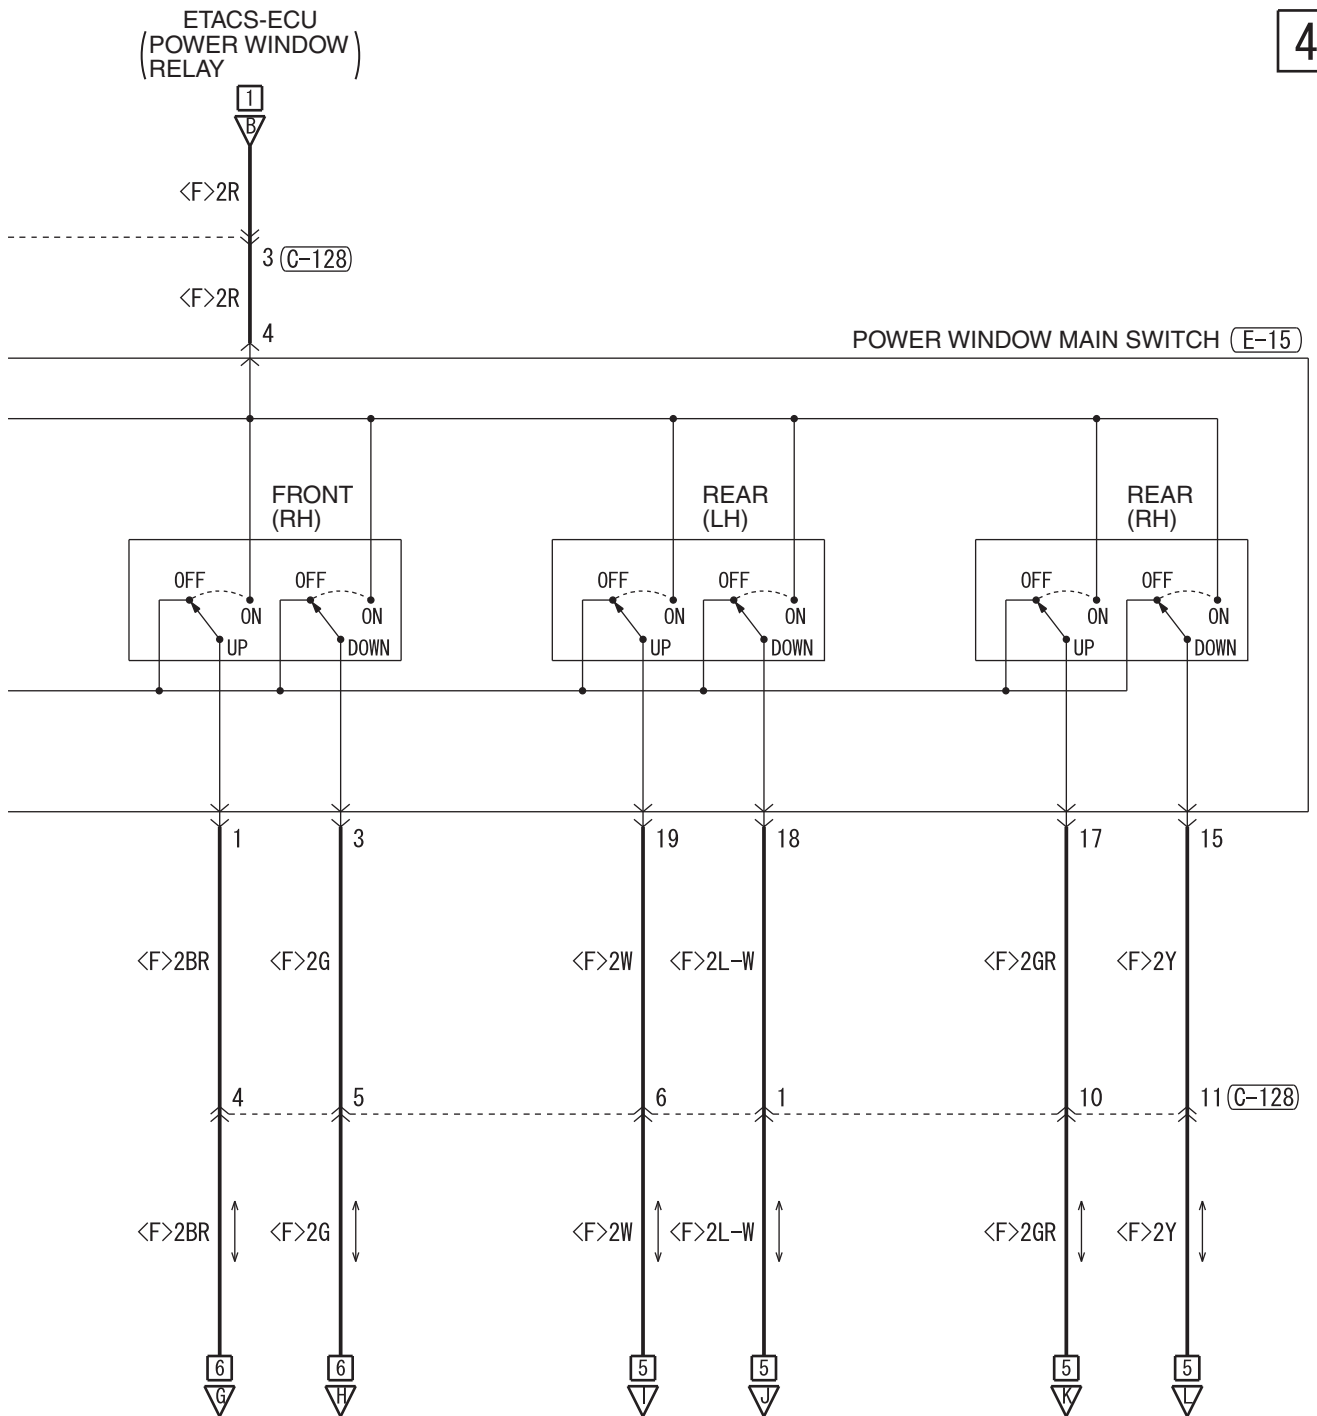 ETACS-ECU
(POWER WINDOW
RELAY)
4
1
B
<F>2R
3 C-128
<F>2R
4
POWER WINDOW MAIN SWITCH E-15
FRONT
(RH)
REAR
(LH)
REAR
(RH)
OFF OFF OFF OFF OFF OFF
ON ON ON ON ON ON
UP DOWN UP DOWN UP DOWN
1 3 19 18 17 15
<F>2BR <F>2G <F>2W <F>2L-W <F>2GR <F>2Y
4 5 6 1 10 11 C-128
<F>2BR <F>2G <F>2W <F>2L-W <F>2GR <F>2Y
6 6 5 5 5 5
G H I J K L